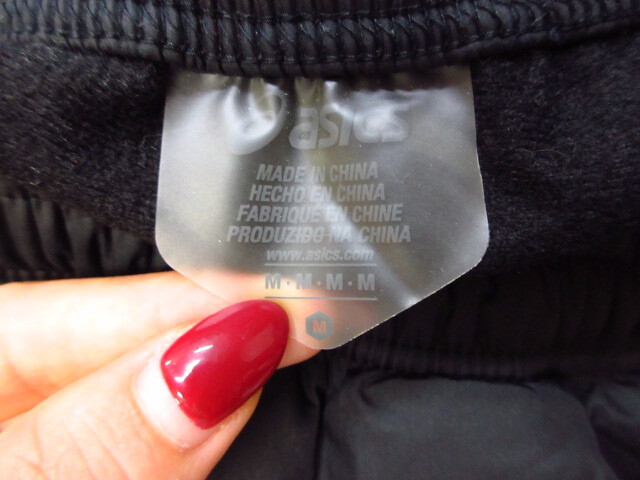 asics
MADE IN CHINA
HECHO EN CHINA
FABRIQUE EN CHINE
PRODUZIDO NA CHINA
www.asics.com
M•M•M•M
M